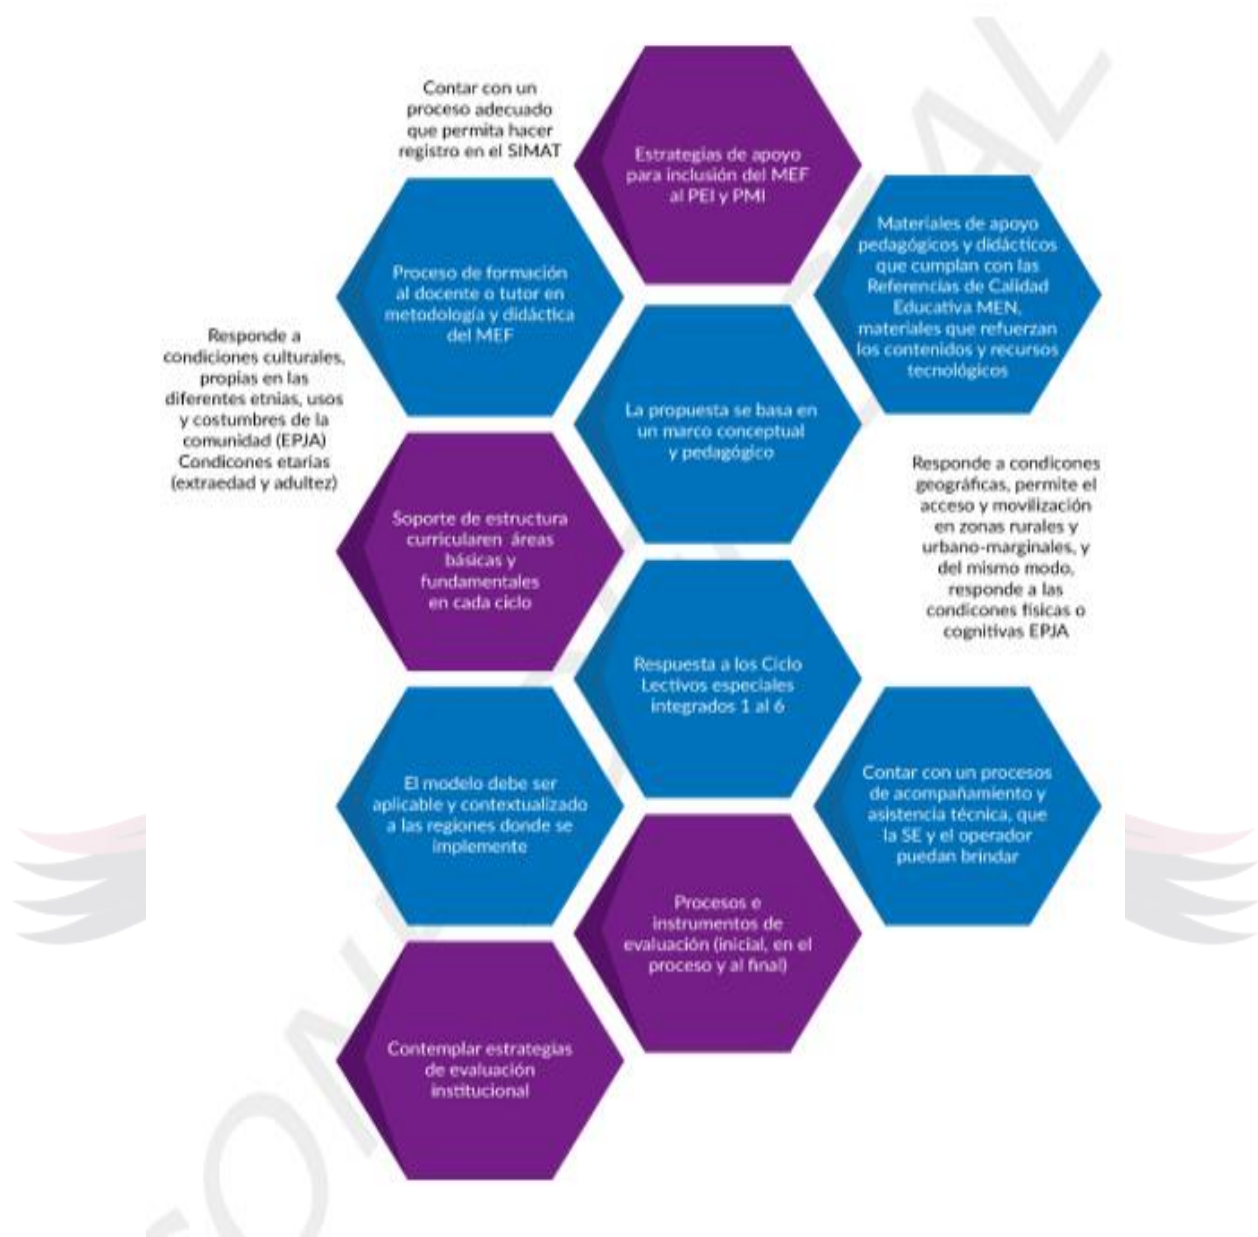 Contar con un
proceso adecuado
que permita hacer
registro en el SIMAT
Estrategias de apoyo
para inclusión del MEF
al PEI y PMI
Materiales de apoyo
pedagógicos y didácticos
que cumplan con las
Referencias de Calidad
Educativa MEN,
materiales que refuerzan
los contenidos y recursos
tecnológicos
Proceso de formación
al docente o tutor en
metodología y didáctica
del MEF
Responde a
condiciones culturales,
propias en las
diferentes etnias, usos
y costumbres de la
comunidad (EPJA)
Condicones etarias
(extraedad y adultez)
La propuesta se basa en
un marco conceptual
y pedagógico
Responde a condicones
geográficas, permite el
acceso y movilización
en zonas rurales y
urbano-marginales, y
del mismo modo,
responde a las
condicones físicas o
cognitivas EPJA
Soporte de estructura
curricularen áreas
básicas y
fundamentales
en cada ciclo
Respuesta a los Ciclo
Lectivos especiales
integrados 1 al 6
El modelo debe ser
aplicable y contextualizado
a las regiones donde se
implemente
Contar con un procesos
de acompañamiento y
asistencia técnica, que
la SE y el operador
puedan brindar
Procesos e
instrumentos de
evaluación (inicial, en el
proceso y al final)
Contemplar estrategias
de evaluación
institucional